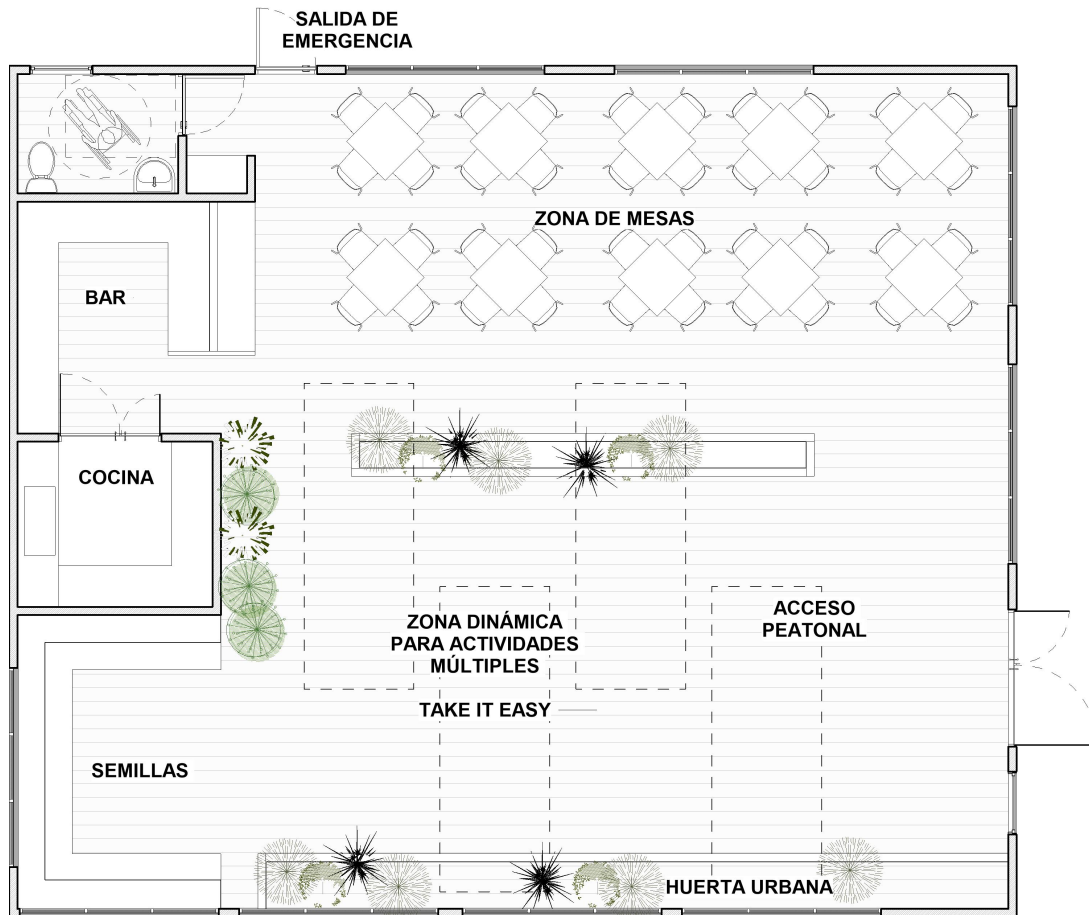 SALIDA DE
EMERGENCIA
ZONA DE MESAS
BAR
COCINA
ZONA DINÁMICA
PARA ACTIVIDADES
MÚLTIPLES
ACCESO
PEATONAL
TAKE IT EASY
SEMILLAS
HUERTA URBANA